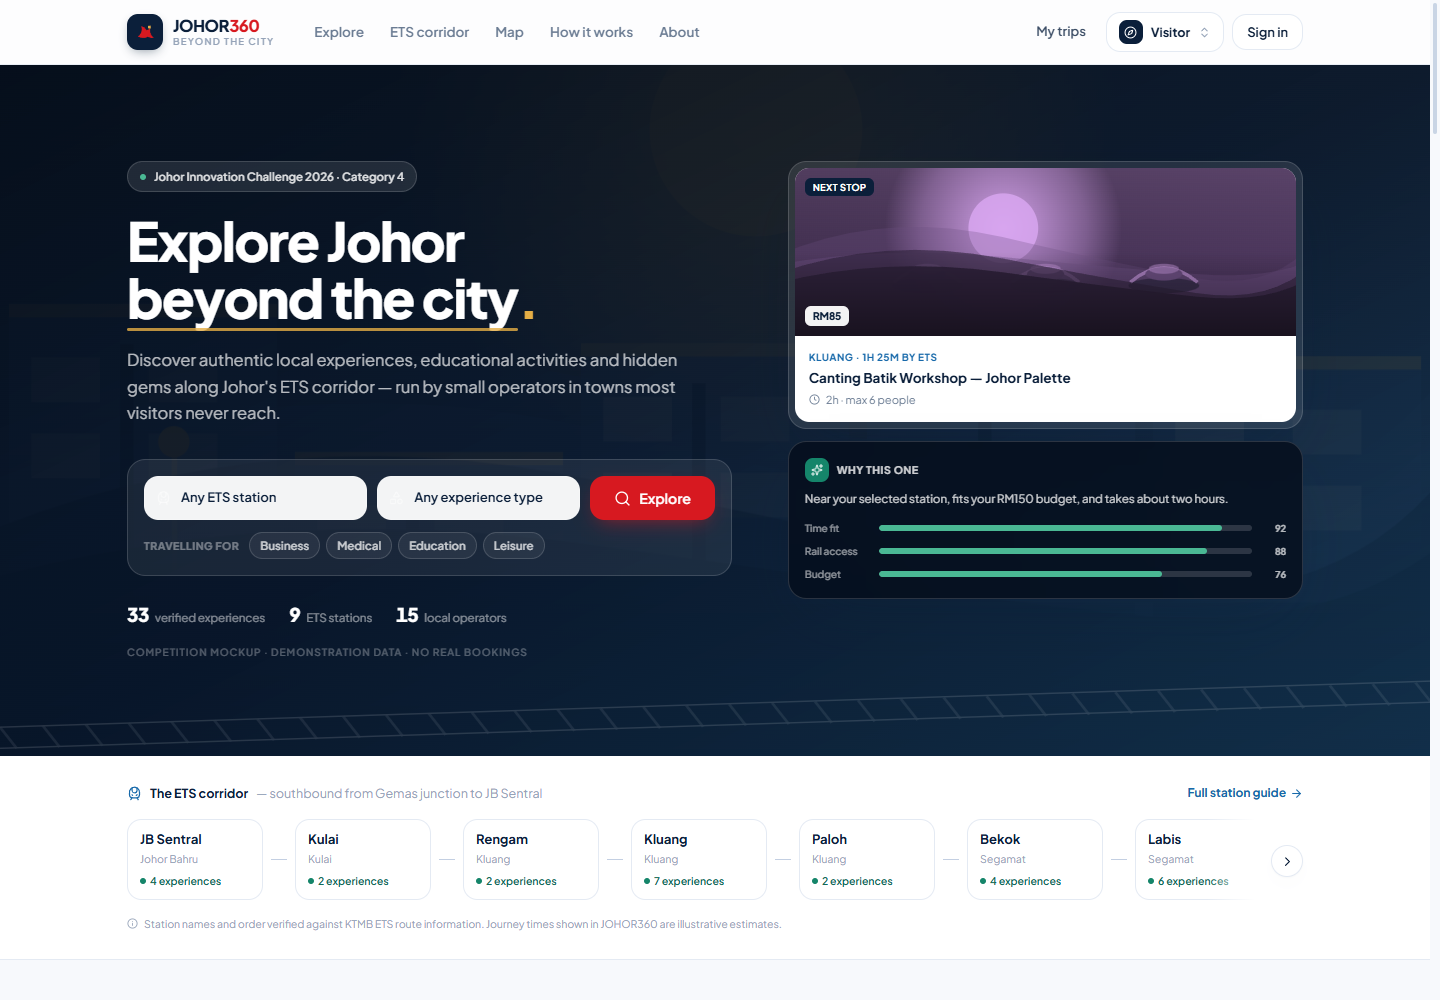 JOHOR360
BEYOND THE CITY
Explore
ETS corridor
Map
How it works
About
My trips
Visitor
Sign in
Johor Innovation Challenge 2026 · Category 4
Explore Johor
beyond the city.
Discover authentic local experiences, educational activities and hidden
gems along Johor's ETS corridor — run by small operators in towns most
visitors never reach.
Any ETS station
Any experience type
Explore
TRAVELLING FOR
Business
Medical
Education
Leisure
33 verified experiences
9 ETS stations
15 local operators
COMPETITION MOCKUP · DEMONSTRATION DATA · NO REAL BOOKINGS
NEXT STOP
RM85
KLUANG · 1H 25M BY ETS
Canting Batik Workshop — Johor Palette
2h · max 6 people
WHY THIS ONE
Near your selected station, fits your RM150 budget, and takes about two hours.
Time fit 92
Rail access 88
Budget 76
The ETS corridor — southbound from Gemas junction to JB Sentral
Full station guide →
JB Sentral
Johor Bahru
4 experiences
Kulai
Kulai
2 experiences
Rengam
Kluang
2 experiences
Kluang
Kluang
7 experiences
Paloh
Kluang
2 experiences
Bekok
Segamat
4 experiences
Labis
Segamat
6 experiences
Station names and order verified against KTMB ETS route information. Journey times shown in JOHOR360 are illustrative estimates.